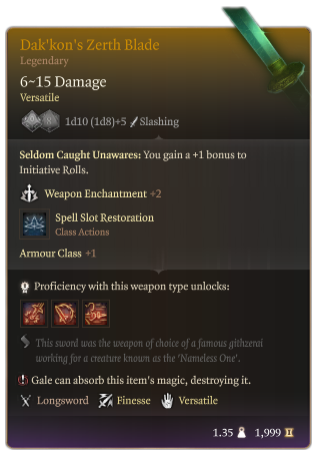 Dak'kon's Zerth Blade
Legendary
6~15 Damage
Versatile
1d10 (1d8)+5 Slashing
Seldom Caught Unawares: You gain a +1 bonus to
Initiative Rolls.
Weapon Enchantment +2
Spell Slot Restoration
Class Actions
Armour Class +1
Proficiency with this weapon type unlocks:
This sword was the weapon of choice of a famous githzerai
working for a creature known as the 'Nameless One'.
Gale can absorb this item's magic, destroying it.
Longsword Finesse Versatile
1.35 1,999